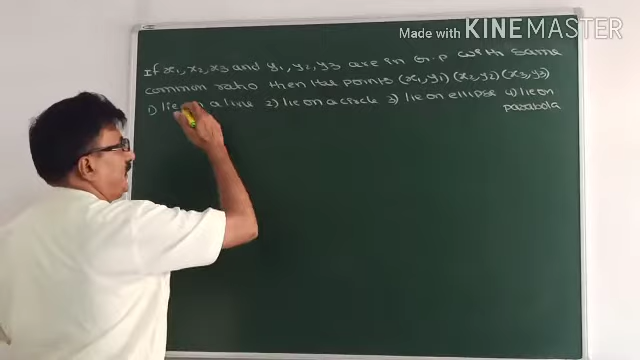 Made with KINEMASTER
If x1, x2, x3 and y1, y2, y3 are in G.P with same
common ratio then the points (x1,y1) (x2,y2) (x3,y3)
1) lie on a line 2) lie on a circle 3) lie on ellipse 4) lie on
parabola